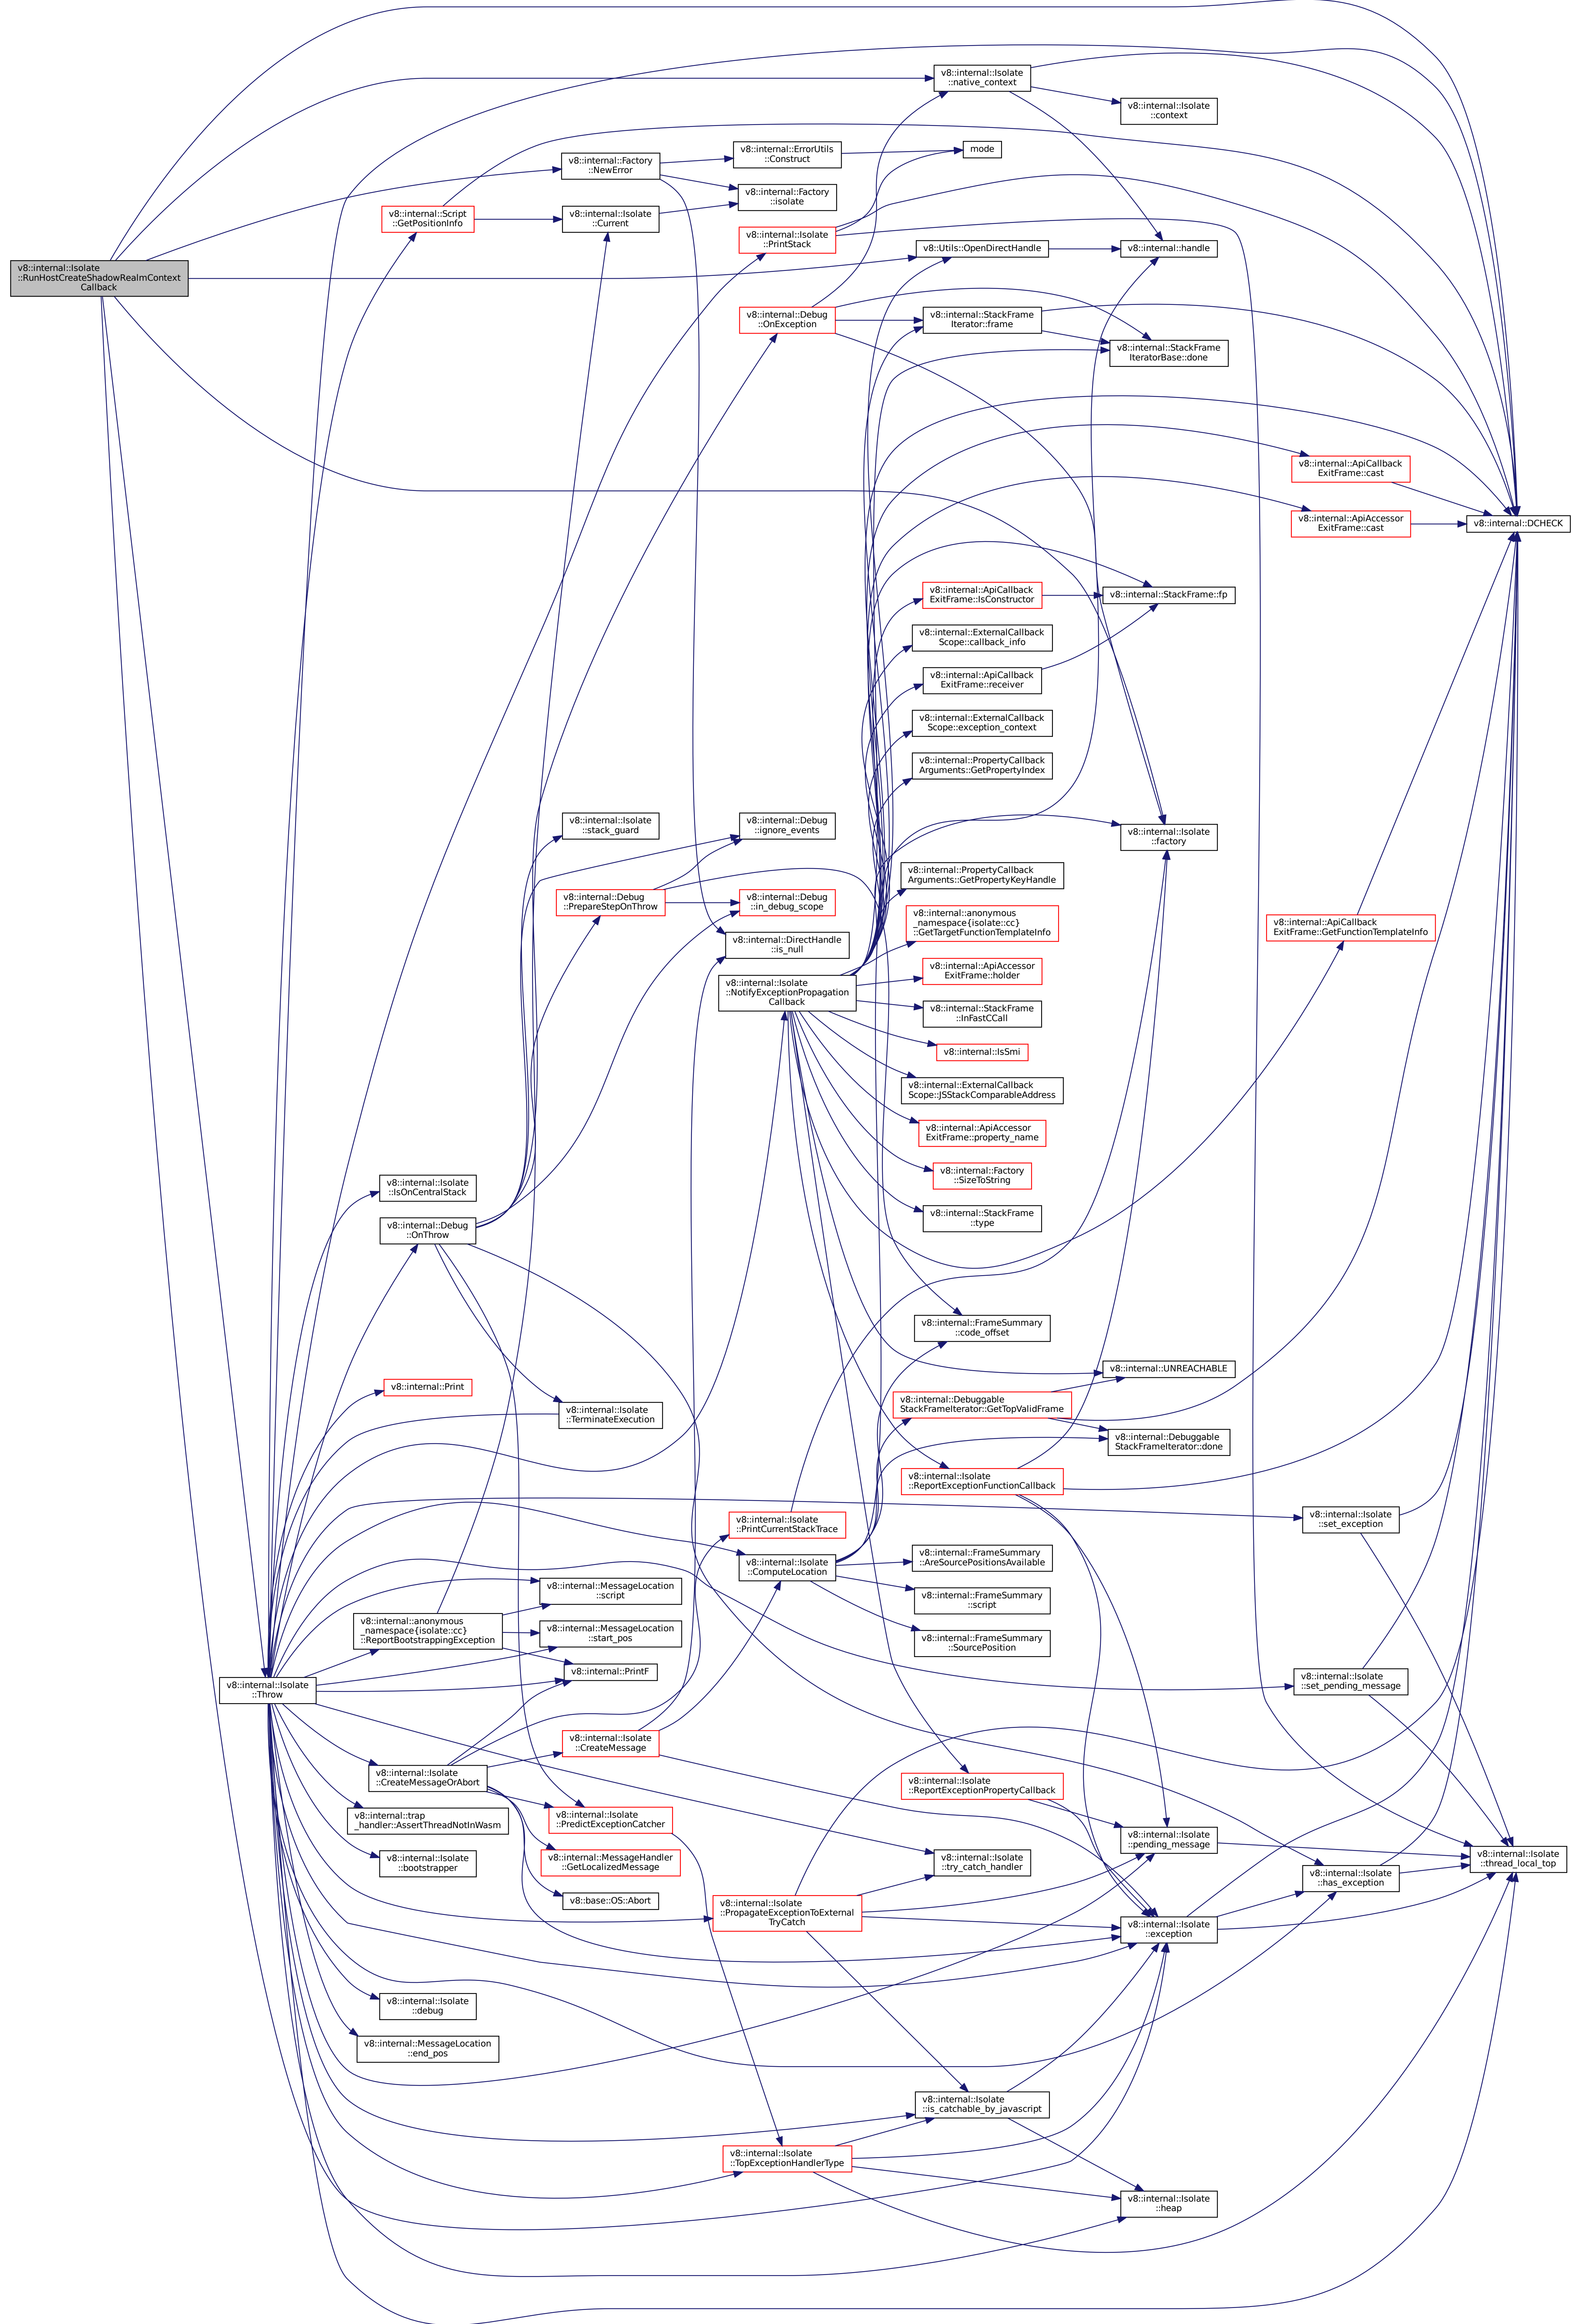 v8::internal::Isolate
::RunHostCreateShadowRealmContext
Callback
v8::internal::Isolate
::native_context
v8::internal::Isolate
::context
v8::internal::ErrorUtils
::Construct
mode
v8::internal::Factory
::NewError
v8::internal::Factory
::isolate
v8::internal::Script
::GetPositionInfo
v8::internal::Isolate
::Current
v8::internal::Isolate
::PrintStack
v8::Utils::OpenDirectHandle
v8::internal::handle
v8::internal::Debug
::OnException
v8::internal::StackFrame
Iterator::frame
v8::internal::StackFrame
IteratorBase::done
v8::internal::ApiCallback
ExitFrame::cast
v8::internal::ApiAccessor
ExitFrame::cast
v8::internal::DCHECK
v8::internal::ApiCallback
ExitFrame::IsConstructor
v8::internal::StackFrame::fp
v8::internal::ExternalCallback
Scope::callback_info
v8::internal::ApiCallback
ExitFrame::receiver
v8::internal::ExternalCallback
Scope::exception_context
v8::internal::PropertyCallback
Arguments::GetPropertyIndex
v8::internal::Isolate
::stack_guard
v8::internal::Debug
::ignore_events
v8::internal::Isolate
::factory
v8::internal::PropertyCallback
Arguments::GetPropertyKeyHandle
v8::internal::Debug
::PrepareStepOnThrow
v8::internal::Debug
::in_debug_scope
v8::internal::anonymous
_namespace{isolate::cc}
::GetTargetFunctionTemplateInfo
v8::internal::ApiCallback
ExitFrame::GetFunctionTemplateInfo
v8::internal::DirectHandle
::is_null
v8::internal::ApiAccessor
ExitFrame::holder
v8::internal::Isolate
::NotifyExceptionPropagation
Callback
v8::internal::StackFrame
::InFastCCall
v8::internal::IsSmi
v8::internal::ExternalCallback
Scope::JSStackComparableAddress
v8::internal::ApiAccessor
ExitFrame::property_name
v8::internal::Factory
::SizeToString
v8::internal::StackFrame
::type
v8::internal::Isolate
::IsOnCentralStack
v8::internal::Debug
::OnThrow
v8::internal::FrameSummary
::code_offset
v8::internal::UNREACHABLE
v8::internal::Print
v8::internal::Isolate
::TerminateExecution
v8::internal::Debuggable
StackFrameIterator::GetTopValidFrame
v8::internal::Debuggable
StackFrameIterator::done
v8::internal::Isolate
::ReportExceptionFunctionCallback
v8::internal::Isolate
::set_exception
v8::internal::Isolate
::PrintCurrentStackTrace
v8::internal::Isolate
::ComputeLocation
v8::internal::FrameSummary
::AreSourcePositionsAvailable
v8::internal::FrameSummary
::script
v8::internal::FrameSummary
::SourcePosition
v8::internal::MessageLocation
::script
v8::internal::anonymous
_namespace{isolate::cc}
::ReportBootstrappingException
v8::internal::MessageLocation
::start_pos
v8::internal::PrintF
v8::internal::Isolate
::Throw
v8::internal::Isolate
::set_pending_message
v8::internal::Isolate
::CreateMessage
v8::internal::Isolate
::CreateMessageOrAbort
v8::internal::Isolate
::ReportExceptionPropertyCallback
v8::internal::trap
_handler::AssertThreadNotInWasm
v8::internal::Isolate
::PredictExceptionCatcher
v8::internal::Isolate
::pending_message
v8::internal::Isolate
::bootstrapper
v8::internal::MessageHandler
::GetLocalizedMessage
v8::internal::Isolate
::try_catch_handler
v8::internal::Isolate
::has_exception
v8::internal::Isolate
::thread_local_top
v8::base::OS::Abort
v8::internal::Isolate
::PropagateExceptionToExternal
TryCatch
v8::internal::Isolate
::exception
v8::internal::Isolate
::debug
v8::internal::MessageLocation
::end_pos
v8::internal::Isolate
::is_catchable_by_javascript
v8::internal::Isolate
::TopExceptionHandlerType
v8::internal::Isolate
::heap